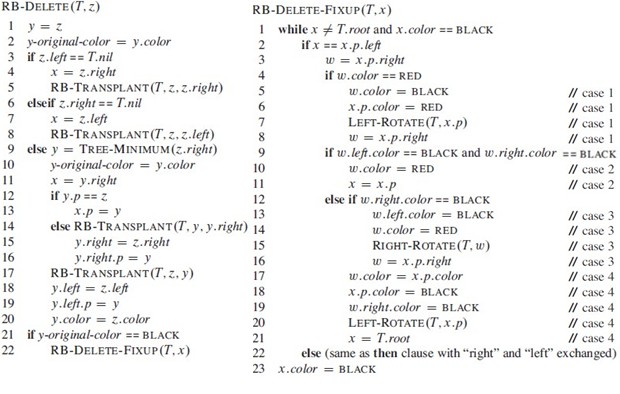 RB-DELETE(T, z)
1 y = z
2 y-original-color = y.color
3 if z.left == T.nil
4 x = z.right
5 RB-TRANSPLANT(T, z, z.right)
6 elseif z.right == T.nil
7 x = z.left
8 RB-TRANSPLANT(T, z, z.left)
9 else y = TREE-MINIMUM(z.right)
10 y-original-color = y.color
11 x = y.right
12 if y.p == z
13 x.p = y
14 else RB-TRANSPLANT(T, y, y.right)
15 y.right = z.right
16 y.right.p = y
17 RB-TRANSPLANT(T, z, y)
18 y.left = z.left
19 y.left.p = y
20 y.color = z.color
21 if y-original-color == BLACK
22 RB-DELETE-FIXUP(T, x)
RB-DELETE-FIXUP(T, x)
1 while x ≠ T.root and x.color == BLACK
2 if x == x.p.left
3 w = x.p.right
4 if w.color == RED
5 w.color = BLACK // case 1
6 x.p.color = RED // case 1
7 LEFT-ROTATE(T, x.p) // case 1
8 w = x.p.right // case 1
9 if w.left.color == BLACK and w.right.color == BLACK
10 w.color = RED // case 2
11 x = x.p // case 2
12 else if w.right.color == BLACK
13 w.left.color = BLACK // case 3
14 w.color = RED // case 3
15 RIGHT-ROTATE(T, w) // case 3
16 w = x.p.right // case 3
17 w.color = x.p.color // case 4
18 x.p.color = BLACK // case 4
19 w.right.color = BLACK // case 4
20 LEFT-ROTATE(T, x.p) // case 4
21 x = T.root // case 4
22 else (same as then clause with “right” and “left” exchanged)
23 x.color = BLACK